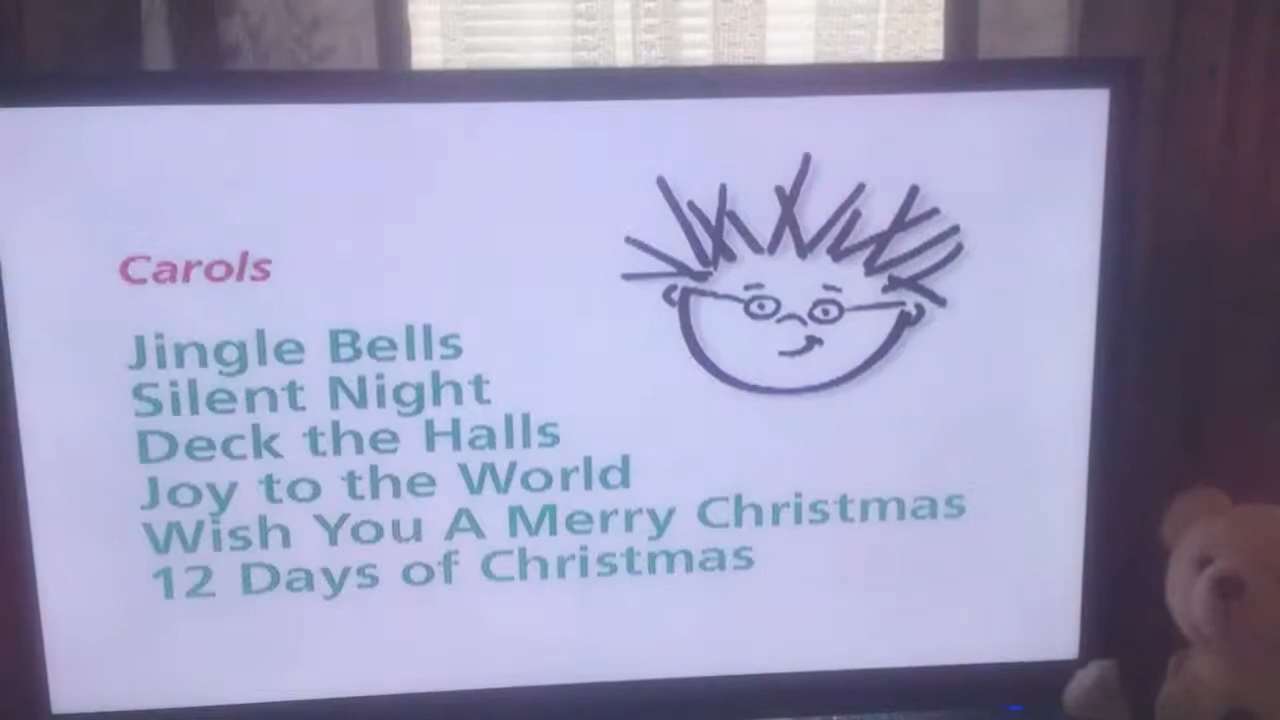 Carols
Jingle Bells
Silent Night
Deck the Halls
Joy to the World
Wish You A Merry Christmas
12 Days of Christmas